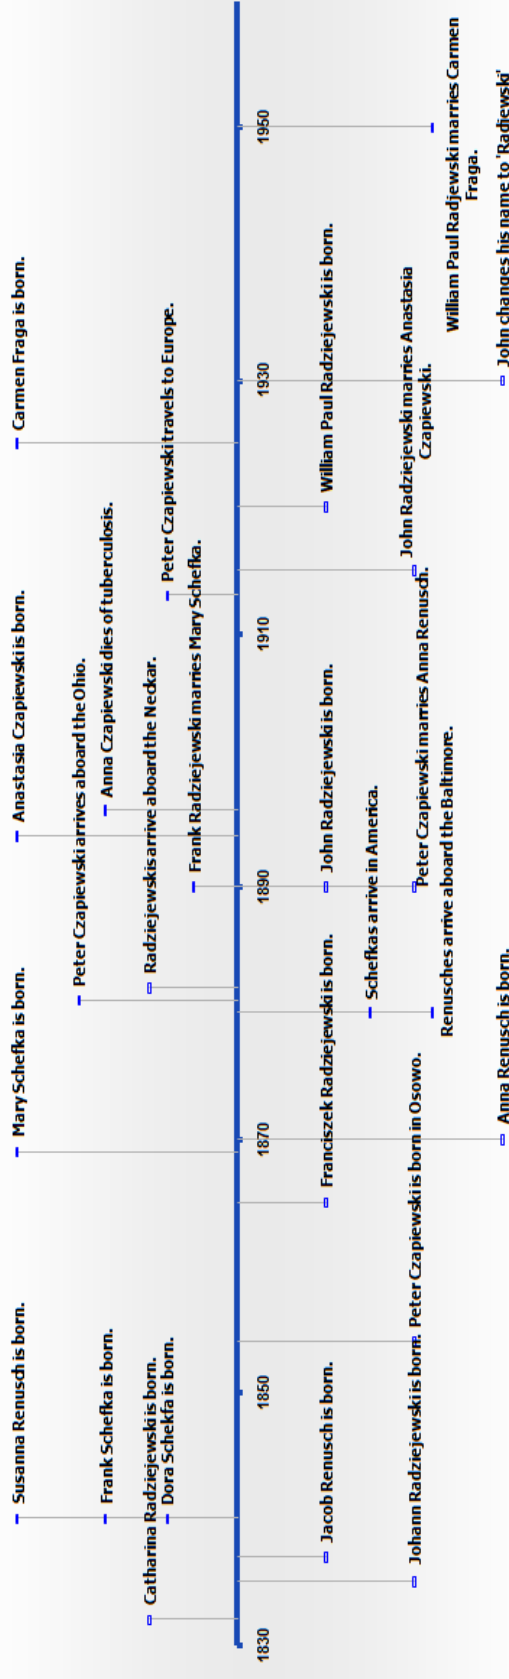 Susanna Renusch is born.
Frank Schefka is born.
Catharina Radziejewski is born.
Dora Schekfa is born.
Mary Schefka is born.
Peter Czapiewski arrives aboard the Ohio.
Radziejewskis arrive aboard the Neckar.
Anastasia Czapiewski is born.
Anna Czapiewski dies of tuberculosis.
Frank Radziejewski marries Mary Schefka.
Peter Czapiewski travels to Europe.
Carmen Fraga is born.
1830
1850
1870
1890
1910
1930
1950
Jacob Renusch is born.
Johann Radziejewski is born.
Peter Czapiewski is born in Osowo.
Franciszek Radziejewski is born.
Anna Renusch is born.
Schefkas arrive in America.
Renusches arrive aboard the Baltimore.
John Radziejewski is born.
Peter Czapiewski marries Anna Renusch.
John Radziejewski marries Anastasia
Czapiewski.
William Paul Radziejewski is born.
John changes his name to 'Radjewski'
William Paul Radjewski marries Carmen
Fraga.